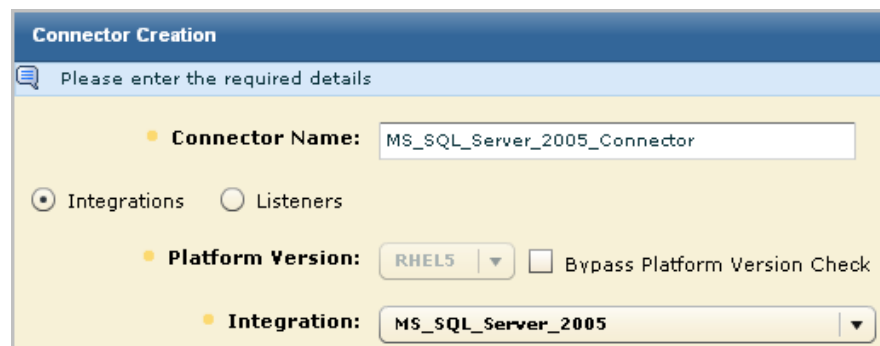 Connector Creation
Please enter the required details
Connector Name: MS_SQL_Server_2005_Connector
Integrations Listeners
Platform Version: RHEL5 Bypass Platform Version Check
Integration: MS_SQL_Server_2005